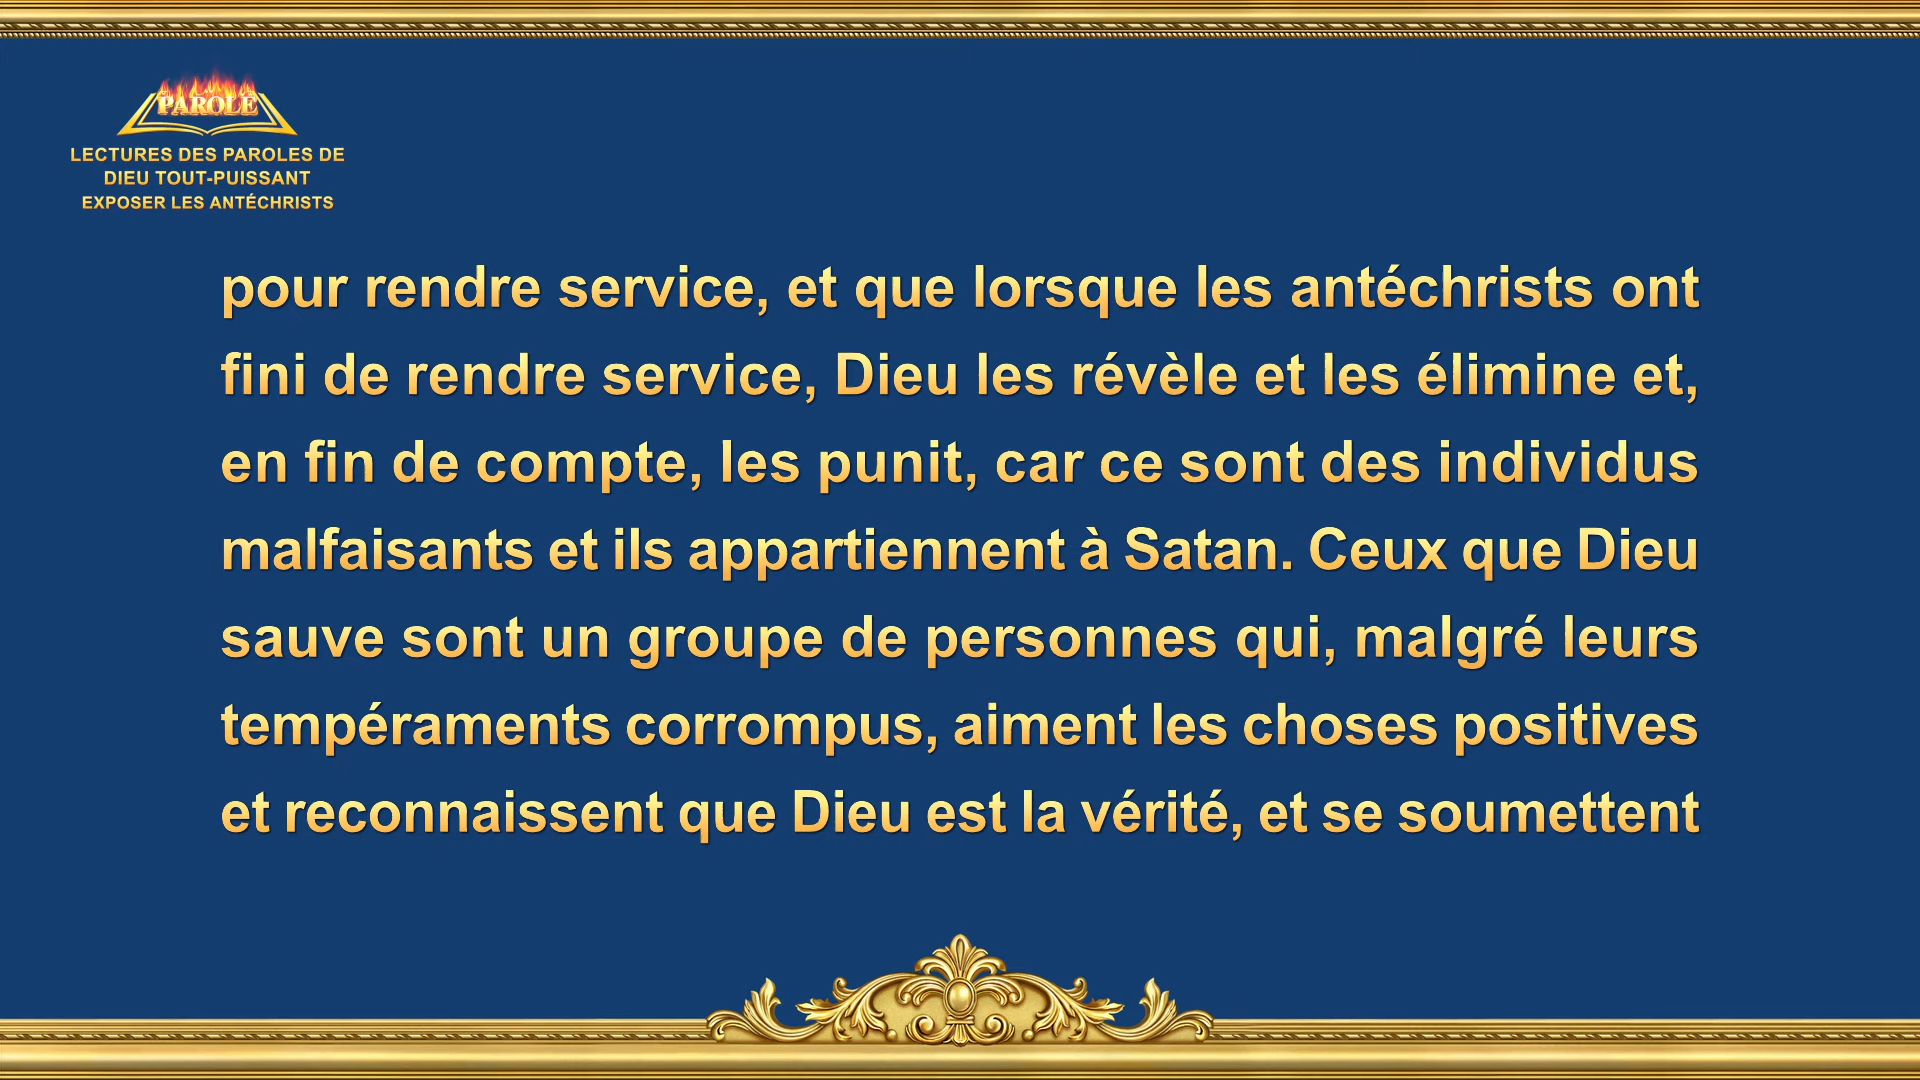 PAROLE
LECTURES DES PAROLES DE
DIEU TOUT-PUISSANT
EXPOSER LES ANTÉCHRISTS
pour rendre service, et que lorsque les antéchrists ont
fini de rendre service, Dieu les révèle et les élimine et,
en fin de compte, les punit, car ce sont des individus
malfaisants et ils appartiennent à Satan. Ceux que Dieu
sauve sont un groupe de personnes qui, malgré leurs
tempéraments corrompus, aiment les choses positives
et reconnaissent que Dieu est la vérité, et se soumettent